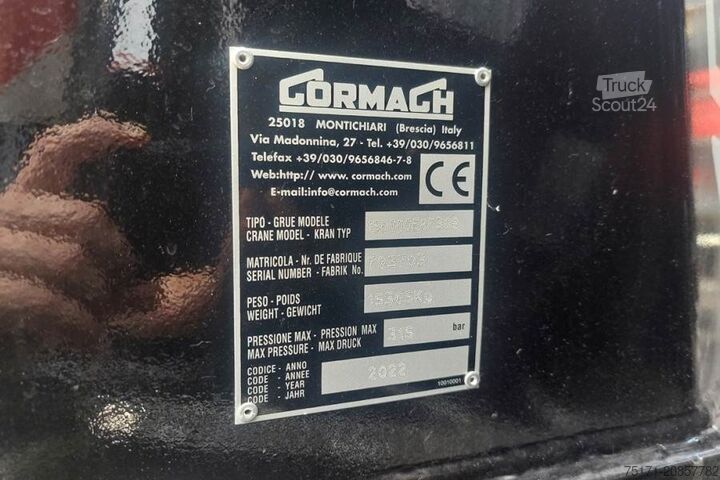 Truck
Scout24
CORMACH
25018 MONTICHIARI (Brescia) Italy
Via Madonnina, 27 - Tel. +39/030/9656811
Telefax +39/030/9656846-7-8
Web:http:// www. cormach.com
E-mail:info@cormach.com
CE
TIPO - GRUE MODELE
CRANE MODEL - KRAN TYP
MATRICOLA - Nr. DE FABRIQUE
SERIAL NUMBER - FABRIK No.
PESO - POIDS
WEIGHT - GEWICHT
PRESSIONE MAX - PRESSION MAX 315 bar
MAX PRESSURE - MAX DRUCK
CODICE - ANNO
CODE - ANNEE 2022
CODE - YEAR
CODE - JAHR
10010001
75171-20857782